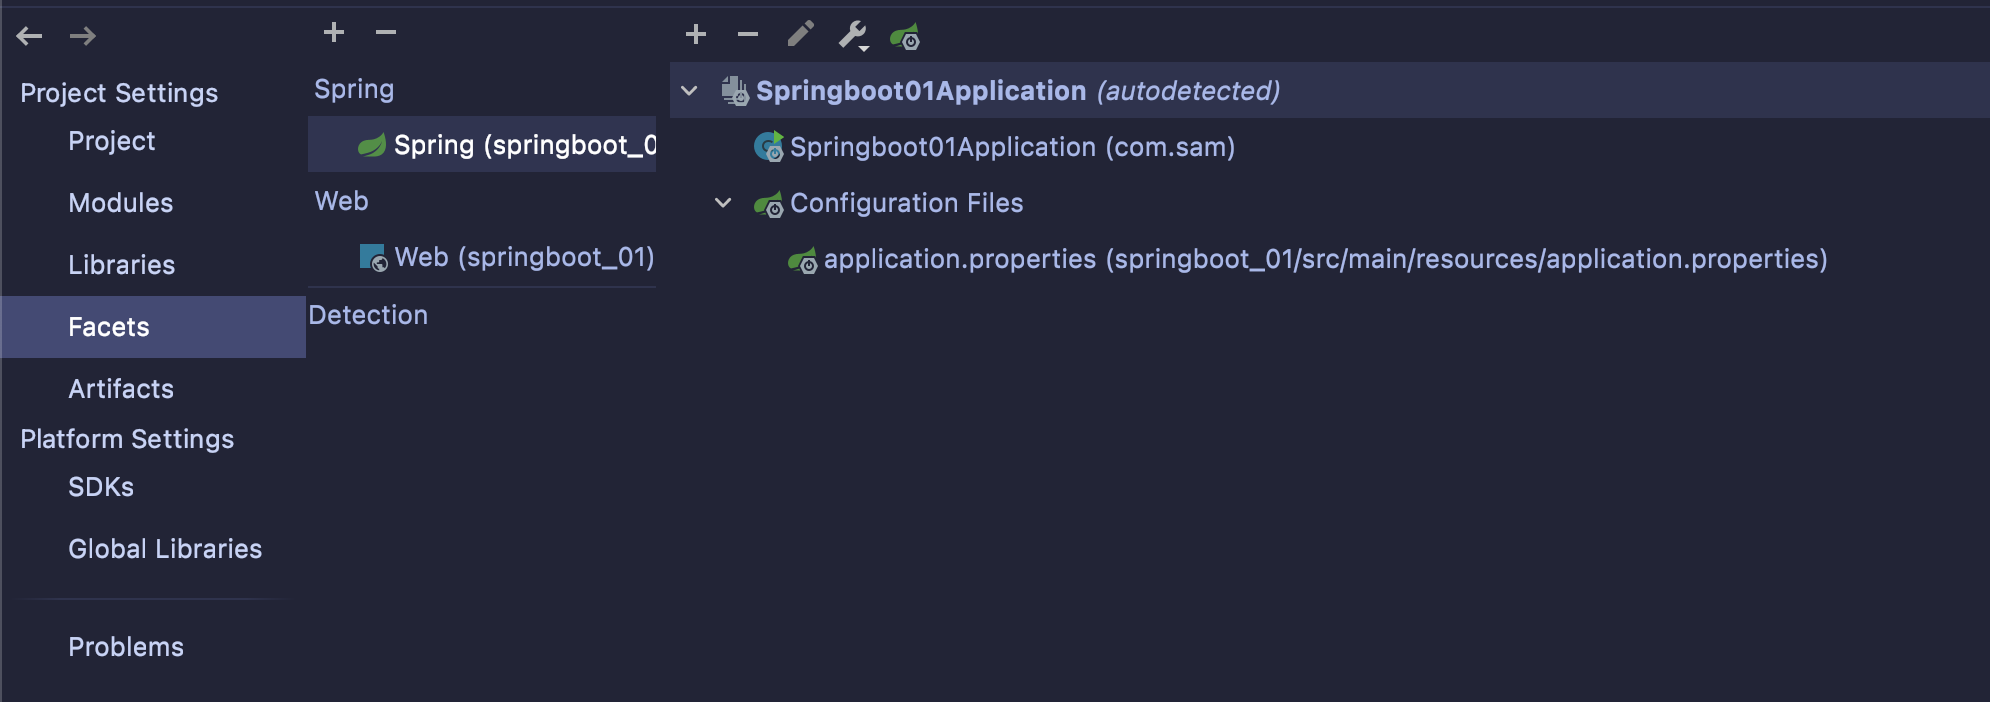 Project Settings
Project
Modules
Libraries
Facets
Artifacts
Platform Settings
SDKs
Global Libraries
Problems
Spring
Spring (springboot_0
Web
Web (springboot_01)
Detection
Springboot01Application (autodetected)
Springboot01Application (com.sam)
Configuration Files
application.properties (springboot_01/src/main/resources/application.properties)